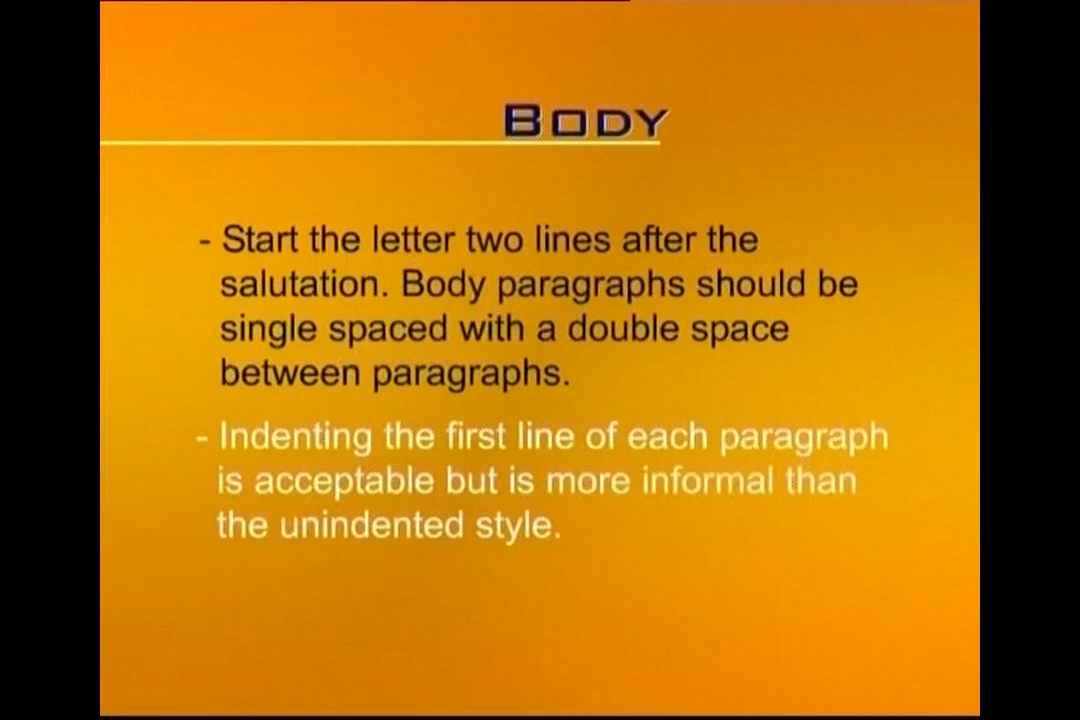 BODY
- Start the letter two lines after the
salutation. Body paragraphs should be
single spaced with a double space
between paragraphs.
- Indenting the first line of each paragraph
is acceptable but is more informal than
the unindented style.